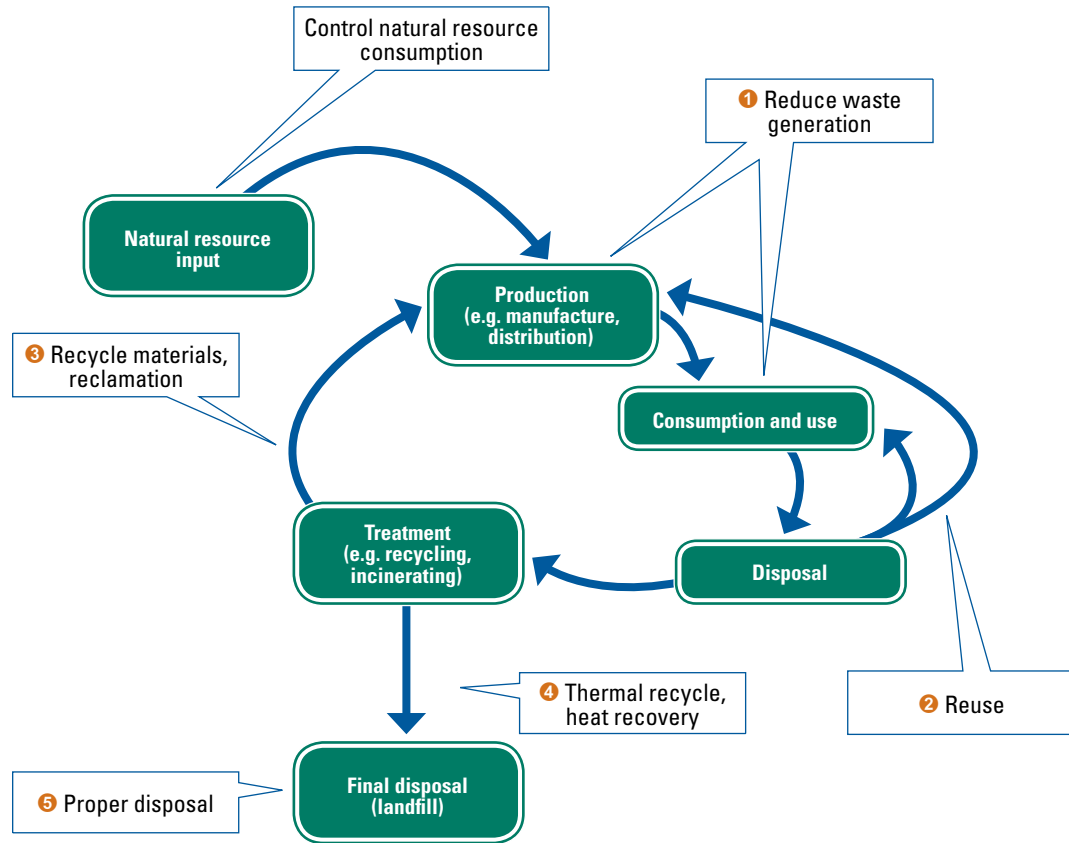 Control natural resource
consumption
❶ Reduce waste
generation
Natural resource
input
Production
(e.g. manufacture,
distribution)
❸ Recycle materials,
reclamation
Consumption and use
Treatment
(e.g. recycling,
incinerating)
Disposal
❹ Thermal recycle,
heat recovery
❷ Reuse
Final disposal
(landfill)
❺ Proper disposal